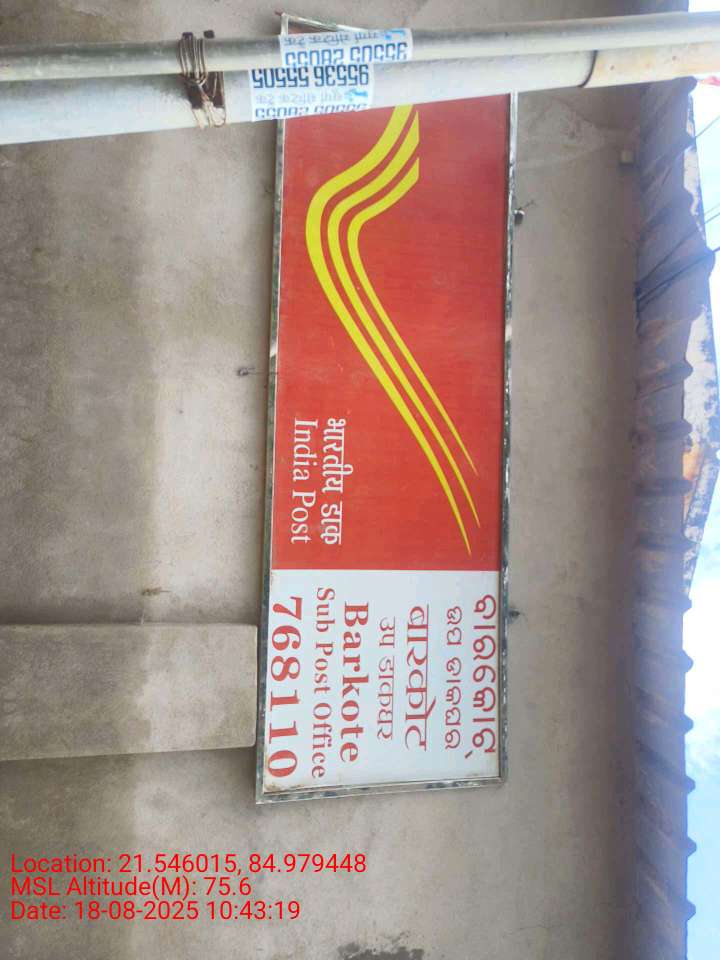 भारतीय डाक
India Post
ବାରକୋଟ୍
ଉପ ଡାକଘର
बारकोट
उप डाकघर
Barkote
Sub Post Office
768110
95536 55505
Location: 21.546015, 84.979448
MSL Altitude(M): 75.6
Date: 18-08-2025 10:43:19